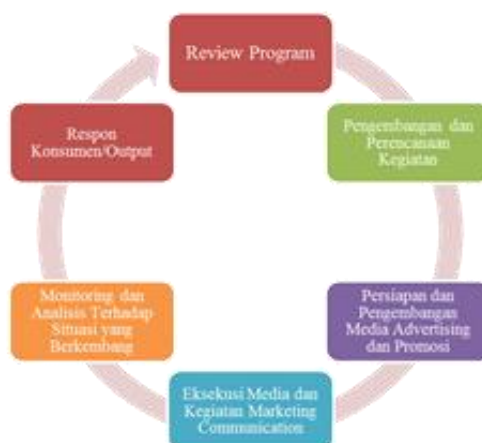 Review Program
Pengembangan dan
Perencanaan
Kegiatan
Persiapan dan
Pengembangan
Media Advertising
dan Promosi
Eksekusi Media dan
Kegiatan Marketing
Communication
Monitoring dan
Analisis Terhadap
Situasi yang
Berkembang
Respon
Konsumen/Output